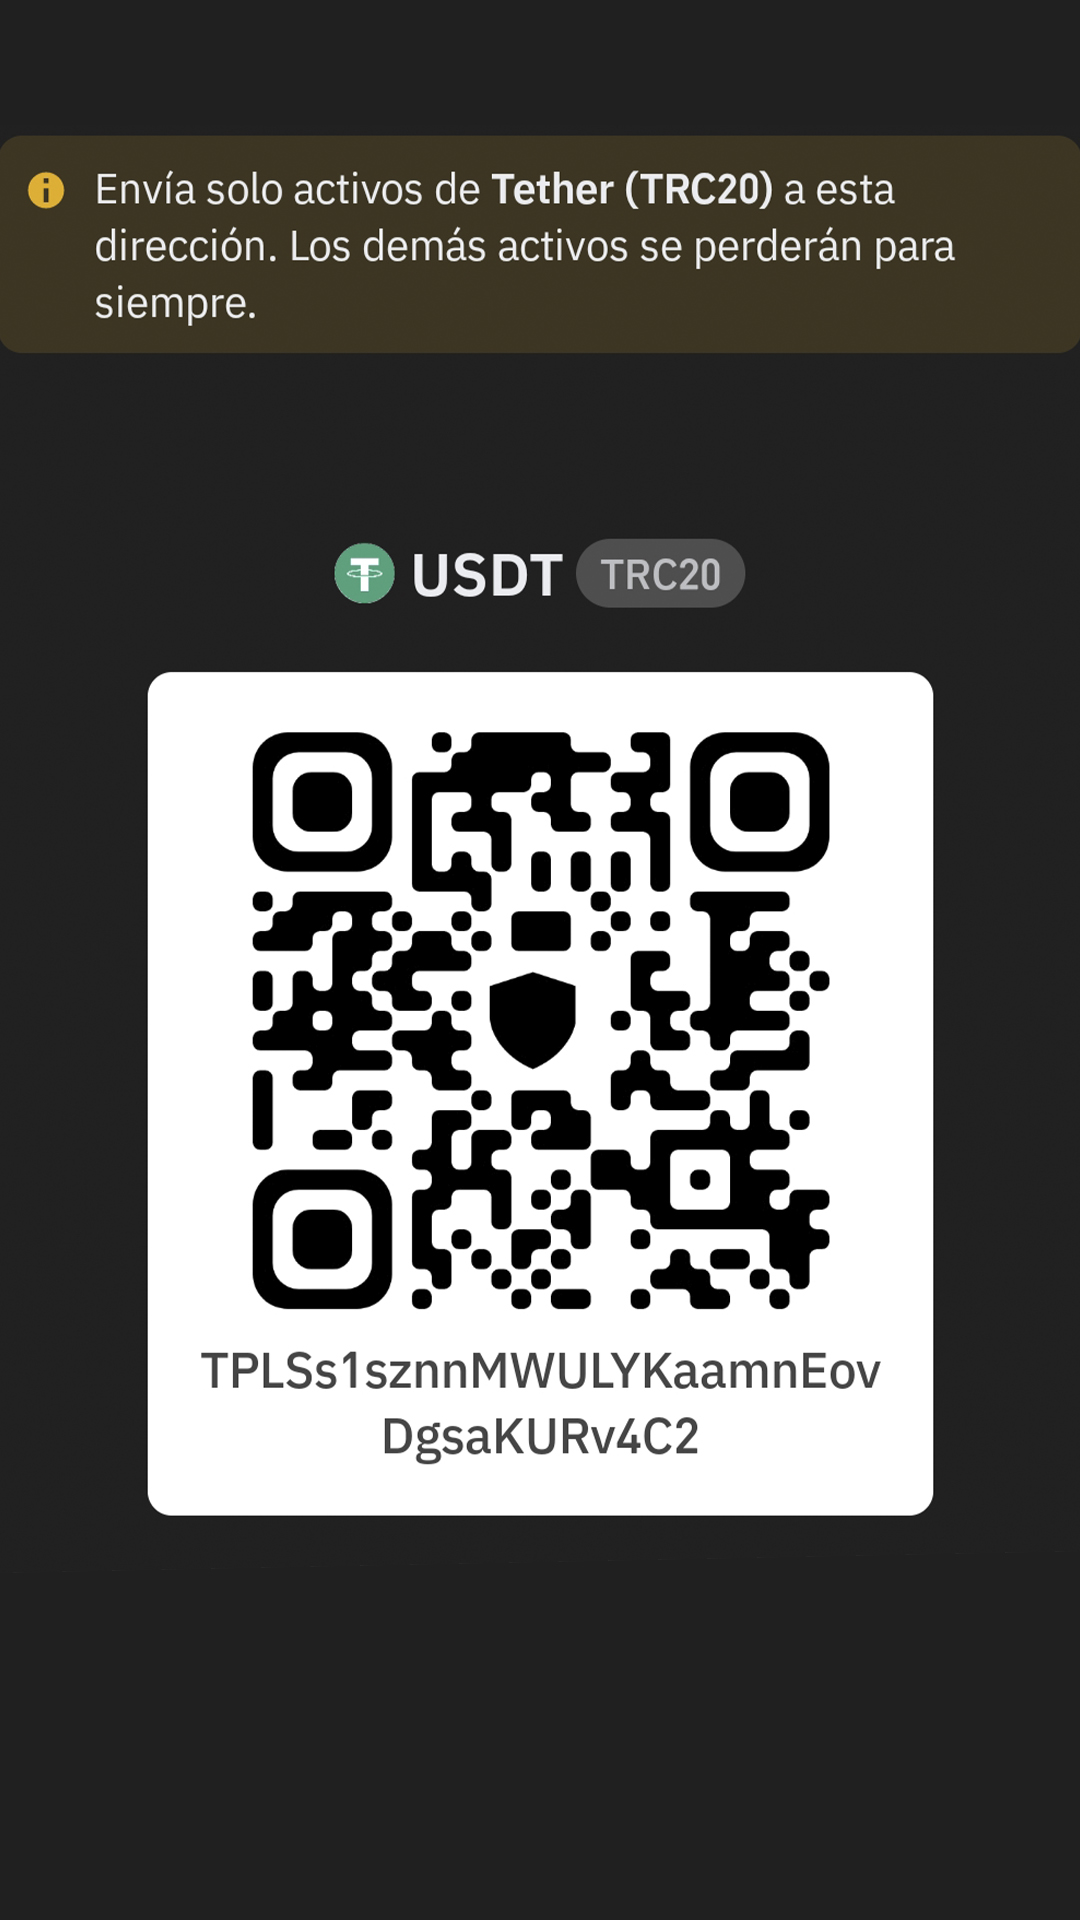 Envía solo activos de Tether (TRC20) a esta
dirección. Los demás activos se perderán para
siempre.
USDT TRC20
TPLSs1sznnMWULYKaamnEov
DgsaKURv4C2